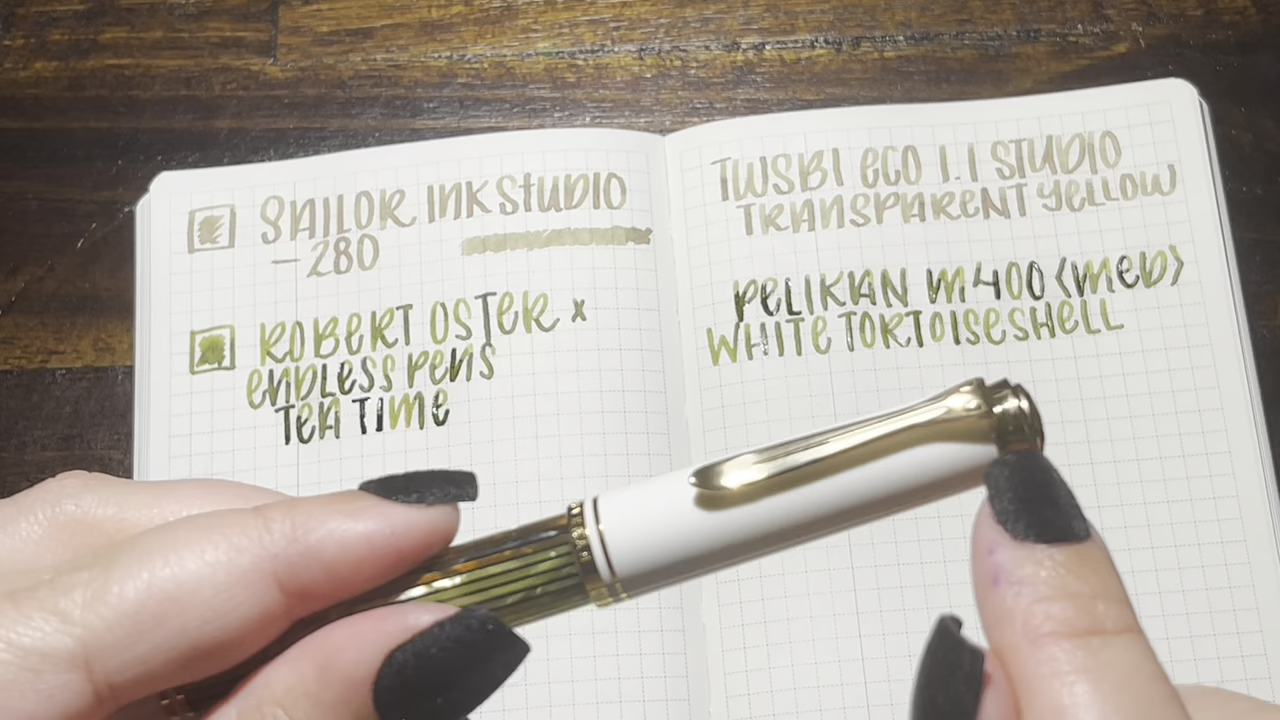 SAILOR INK STUDIO
- 280
ROBERT OSTER x
ENDLESS PENS
TEA TIME
TWSBI ECO 1.1 STUDIO
TRANSPARENT YELLOW
PELIKAN M400 <MED>
WHITE TORTOISESHELL